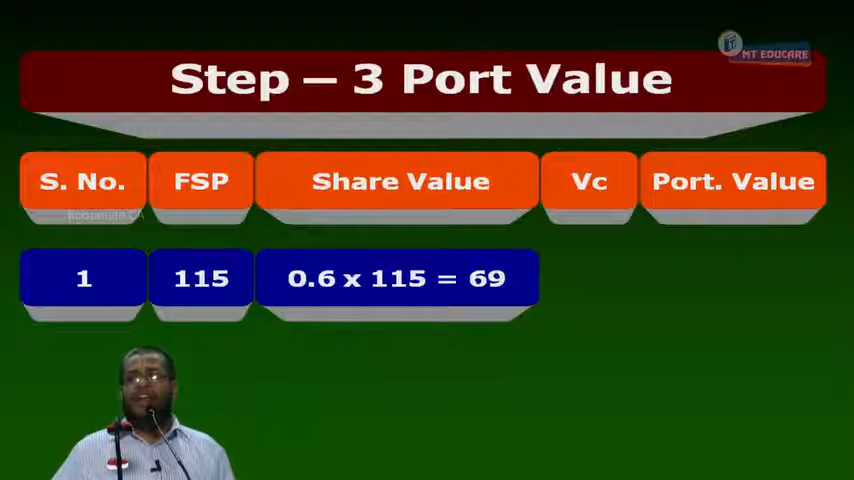 MT EDUCARE
Step – 3 Port Value
S. No. FSP Share Value Vc Port. Value
1 115 0.6 x 115 = 69